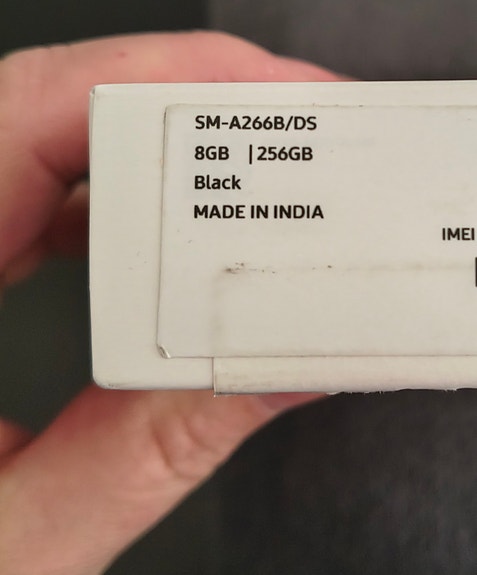 SM-A266B/DS
8GB | 256GB
Black
MADE IN INDIA
IMEI